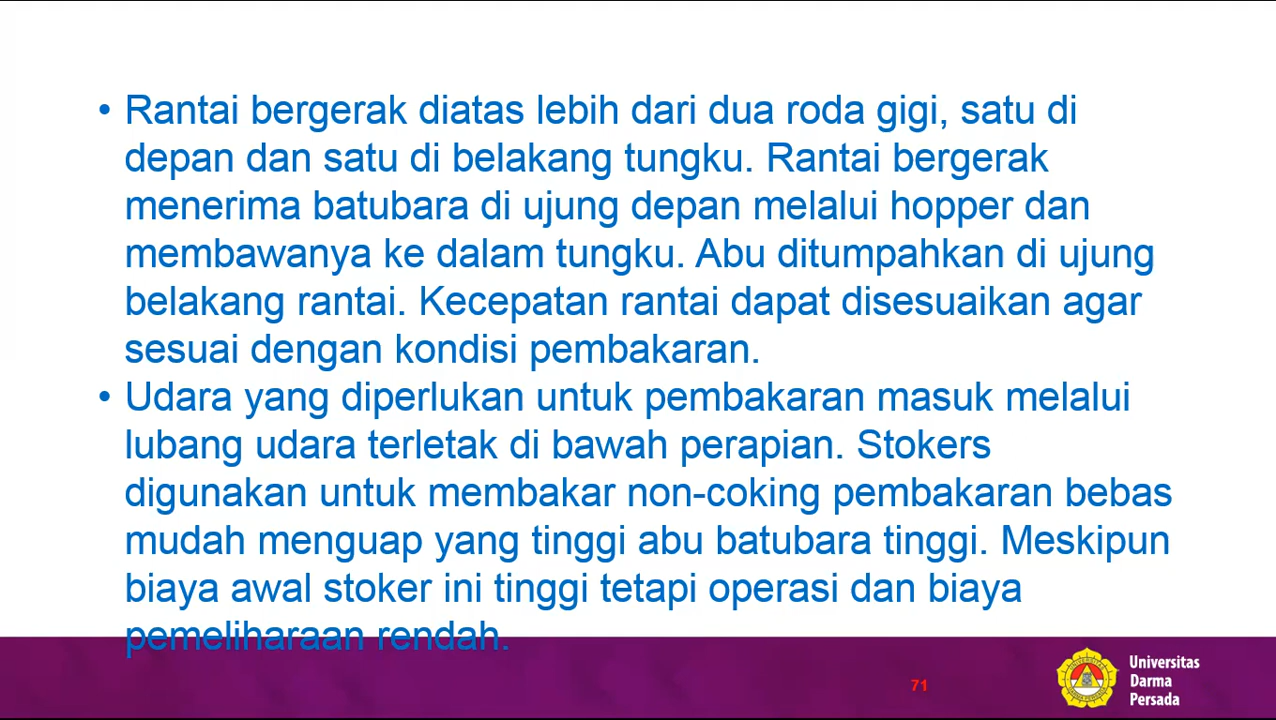 • Rantai bergerak diatas lebih dari dua roda gigi, satu di
depan dan satu di belakang tungku. Rantai bergerak
menerima batubara di ujung depan melalui hopper dan
membawanya ke dalam tungku. Abu ditumpahkan di ujung
belakang rantai. Kecepatan rantai dapat disesuaikan agar
sesuai dengan kondisi pembakaran.
• Udara yang diperlukan untuk pembakaran masuk melalui
lubang udara terletak di bawah perapian. Stokers
digunakan untuk membakar non-coking pembakaran bebas
mudah menguap yang tinggi abu batubara tinggi. Meskipun
biaya awal stoker ini tinggi tetapi operasi dan biaya
pemeliharaan rendah.
71
Universitas
Darma
Persada